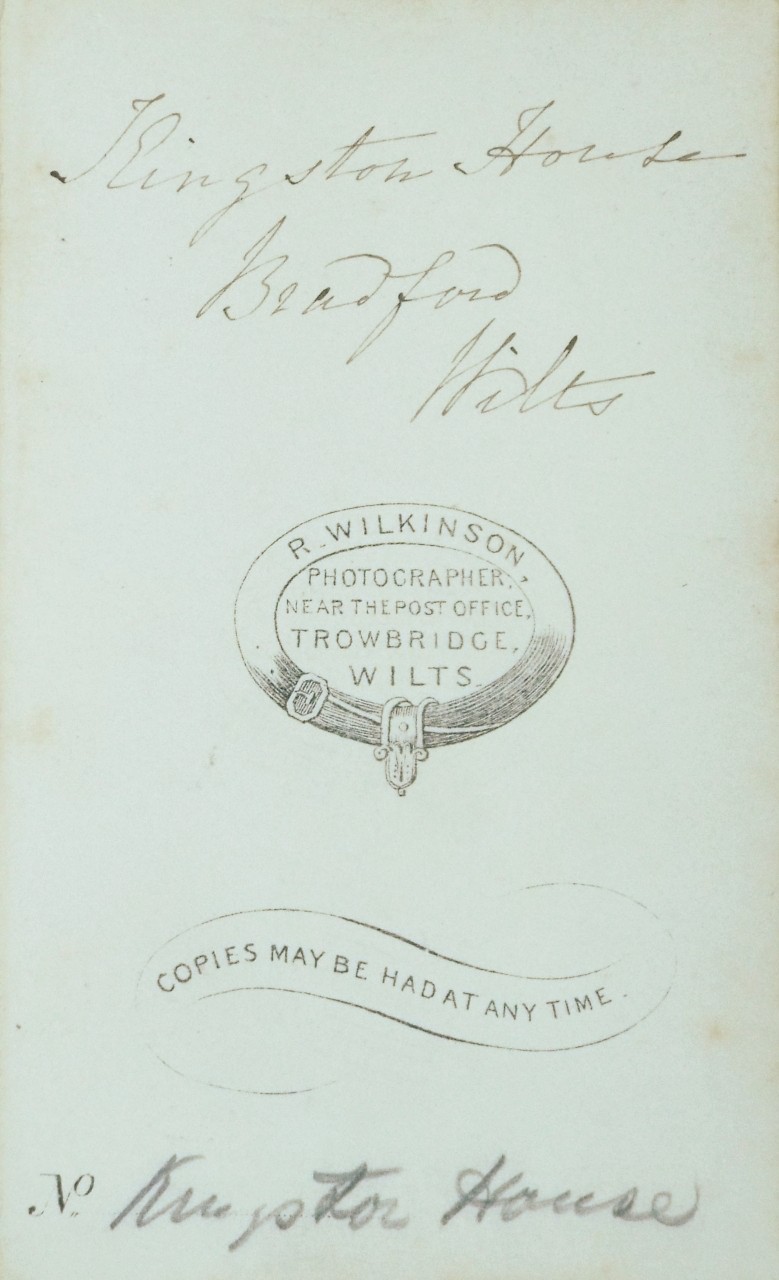 Kingston House
Bradford
Wilts
R. WILKINSON,
PHOTOGRAPHER,
NEAR THE POST OFFICE,
TROWBRIDGE,
WILTS.
COPIES MAY BE HAD AT ANY TIME.
No Kingston House